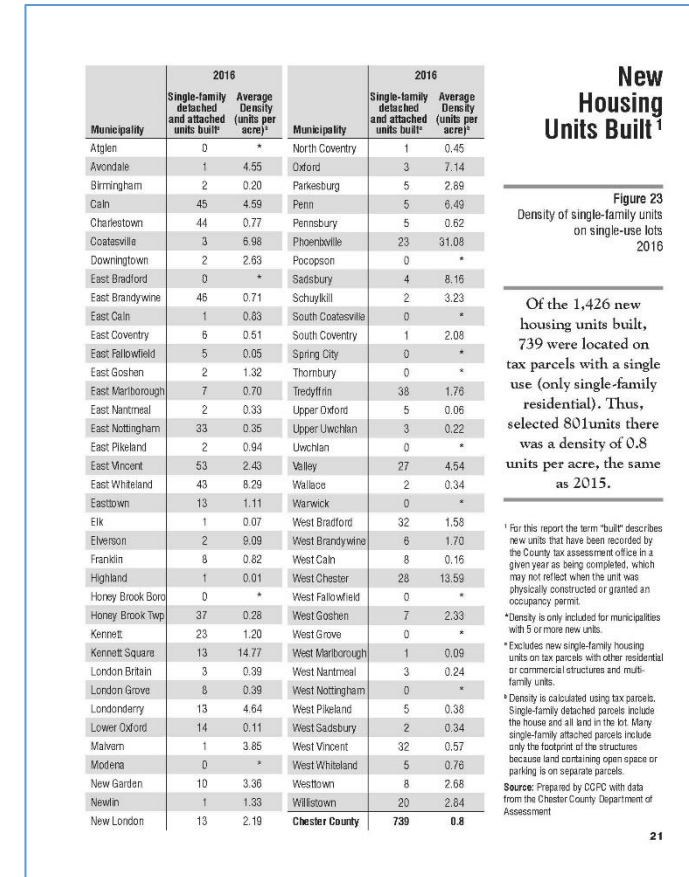 2016 2016
Single-family detached and attached units builtᵃ Average Density (units per acre)ᵇ Single-family detached and attached units builtᵃ Average Density (units per acre)ᵇ
Municipality Municipality
Atglen 0 * North Coventry 1 0.45
Avondale 1 4.55 Oxford 3 7.14
Birmingham 2 0.20 Parkesburg 5 2.89
Caln 45 4.59 Penn 5 6.49
Charlestown 44 0.77 Pennsbury 5 0.62
Coatesville 3 6.98 Phoenixville 23 31.08
Downingtown 2 2.63 Pocopson 0 *
East Bradford 0 * Sadsbury 4 8.16
East Brandywine 46 0.71 Schuylkill 2 3.23
East Caln 1 0.83 South Coatesville 0 *
East Coventry 6 0.51 South Coventry 1 2.08
East Fallowfield 5 0.05 Spring City 0 *
East Goshen 2 1.32 Thornbury 0 *
East Marlborough 7 0.70 Tredyffrin 38 1.76
East Nantmeal 2 0.33 Upper Oxford 5 0.06
East Nottingham 33 0.35 Upper Uwchlan 3 0.22
East Pikeland 2 0.94 Uwchlan 0 *
East Vincent 53 2.43 Valley 27 4.54
East Whiteland 43 8.29 Wallace 2 0.34
Easttown 13 1.11 Warwick 0 *
Elk 1 0.07 West Bradford 32 1.58
Elverson 2 9.09 West Brandywine 6 1.70
Franklin 8 0.82 West Caln 8 0.16
Highland 1 0.01 West Chester 28 13.59
Honey Brook Boro 0 * West Fallowfield 0 *
Honey Brook Twp 37 0.28 West Goshen 7 2.33
Kennett 23 1.20 West Grove 0 *
Kennett Square 13 14.77 West Marlborough 1 0.09
London Britain 3 0.39 West Nantmeal 3 0.24
London Grove 8 0.39 West Nottingham 0 *
Londonderry 13 4.64 West Pikeland 5 0.38
Lower Oxford 14 0.11 West Sadsbury 2 0.34
Malvern 1 3.85 West Vincent 32 0.57
Modena 0 * West Whiteland 5 0.76
New Garden 10 3.36 Westtown 8 2.68
Newlin 1 1.33 Willistown 20 2.84
New London 13 2.19 Chester County 739 0.8
New
Housing
Units Built ¹
Figure 23
Density of single-family units
on single-use lots
2016
Of the 1,426 new
housing units built,
739 were located on
tax parcels with a single
use (only single-family
residential). Thus,
selected 801units there
was a density of 0.8
units per acre, the same
as 2015.
¹ For this report the term "built" describes
new units that have been recorded by
the County tax assessment office in a
given year as being completed, which
may not reflect when the unit was
physically constructed or granted an
occupancy permit.
*Density is only included for municipalities
with 5 or more new units.
ᵃ Excludes new single-family housing
units on tax parcels with other residential
or commercial structures and multi-
family units.
ᵇ Density is calculated using tax parcels.
Single-family detached parcels include
the house and all land in the lot. Many
single-family attached parcels include
only the footprint of the structures
because land containing open space or
parking is on separate parcels.
Source: Prepared by CCPC with data
from the Chester County Department of
Assessment
21